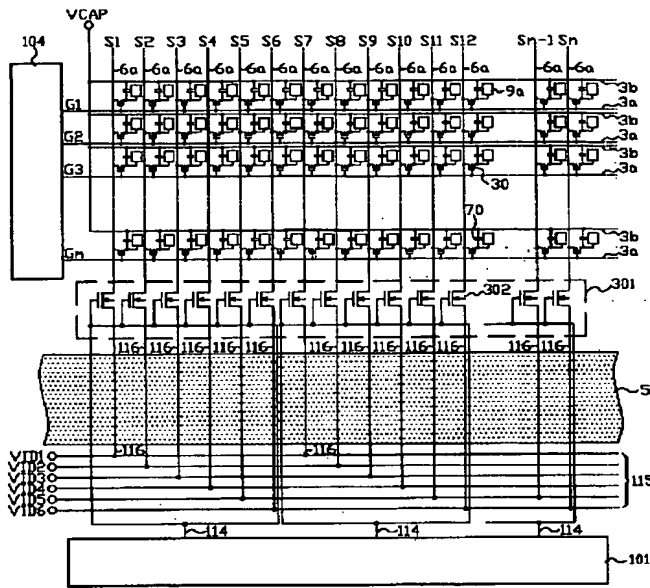 VCAP
104
S1 S2 S3 S4 S5 S6 S7 S8 S9 S10 S11 S12 Sn-1 Sn
6a 6a 6a 6a 6a 6a 6a 6a 6a 6a 6a 6a 6a 6a
9a
3b
G1 3a
3b
G2 3a
3b
G3 3a
30
70
3b
Gm 3a
301
302
116 116 116 116 116 116 116 116 116 116 116 116
5
VID1 116 116
VID2
VID3
VID4
VID5
VID6
115
114 114 114
101